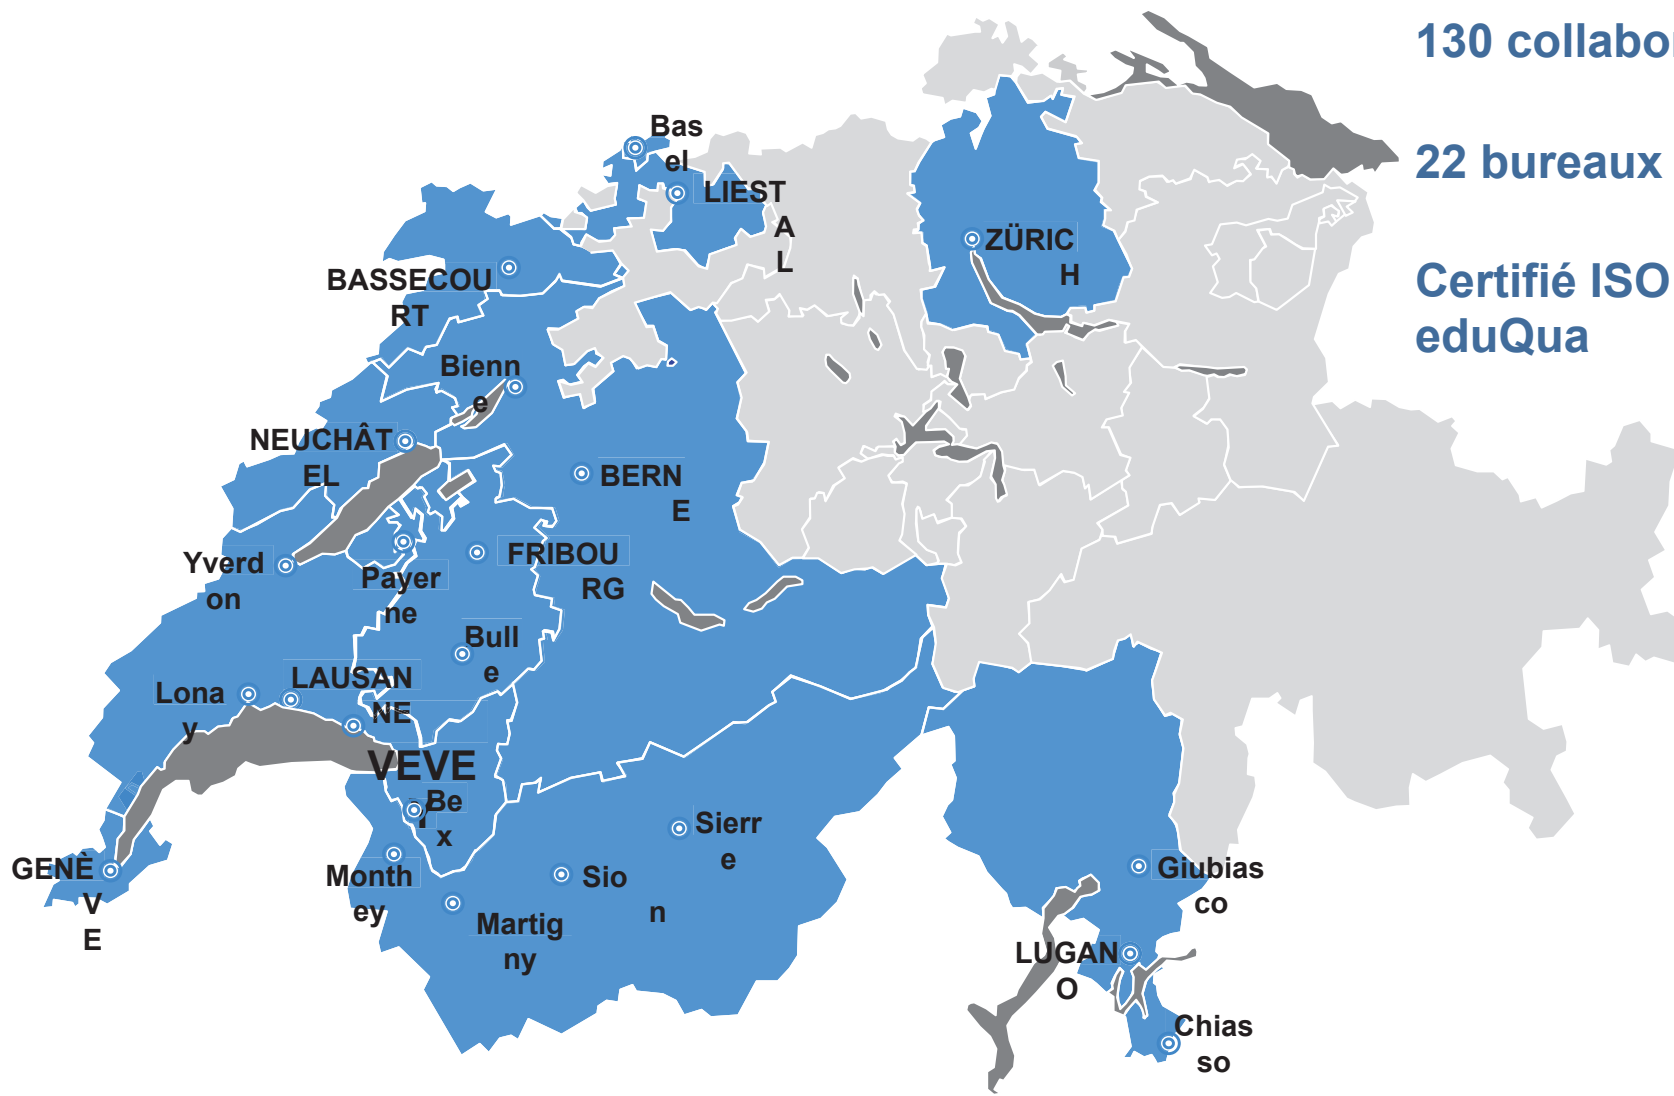 130 collabor
Bas
el
22 bureaux
LIEST
A
L
ZÜRIC
H
BASSECOU
RT
Certifié ISO
eduQua
Bienn
e
NEUCHÂT
EL
BERN
E
Yverd
on
Payer
ne
FRIBOU
RG
Bull
e
Lona
y
LAUSAN
NE
VEVE
Y
Be
x
Sierr
e
GENÈ
V
E
Month
ey
Sio
n
Martig
ny
Giubias
co
LUGAN
O
Chias
so